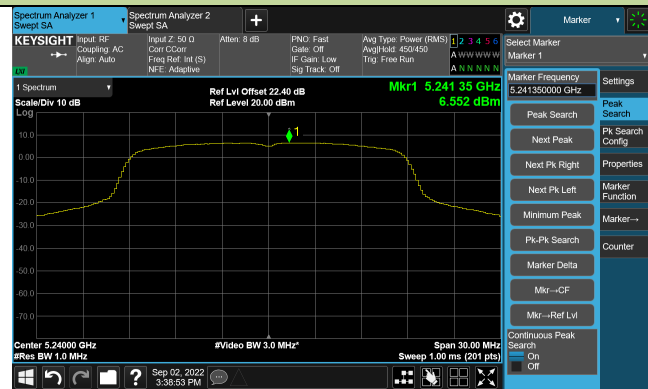 Spectrum Analyzer 1
Swept SA
Spectrum Analyzer 2
Swept SA
+
Marker
KEYSIGHT
Input: RF
Coupling: AC
Align: Auto
Input Z: 50 Ω
Corr CCorr
Freq Ref: Int (S)
NFE: Adaptive
Atten: 8 dB
PNO: Fast
Gate: Off
IF Gain: Low
Sig Track: Off
Avg Type: Power (RMS)
Avg|Hold: 450/450
Trig: Free Run
1 2 3 4 5 6
A W W W W W
A N N N N N
LXI
Select Marker
Marker 1
1 Spectrum
Scale/Div 10 dB
Ref Lvl Offset 22.40 dB
Ref Level 20.00 dBm
Mkr1 5.241 35 GHz
6.552 dBm
Log
10.0
0.00
-10.0
-20.0
-30.0
-40.0
-50.0
-60.0
-70.0
1
Center 5.24000 GHz
#Res BW 1.0 MHz
#Video BW 3.0 MHz*
Span 30.00 MHz
Sweep 1.00 ms (201 pts)
Marker Frequency
5.241350000 GHz
Peak Search
Next Peak
Next Pk Right
Next Pk Left
Minimum Peak
Pk-Pk Search
Marker Delta
Mkr→CF
Mkr→Ref Lvl
Continuous Peak
Search
On
Off
Settings
Peak
Search
Pk Search
Config
Properties
Marker
Function
Marker→
Counter
?
Sep 02, 2022
3:38:53 PM